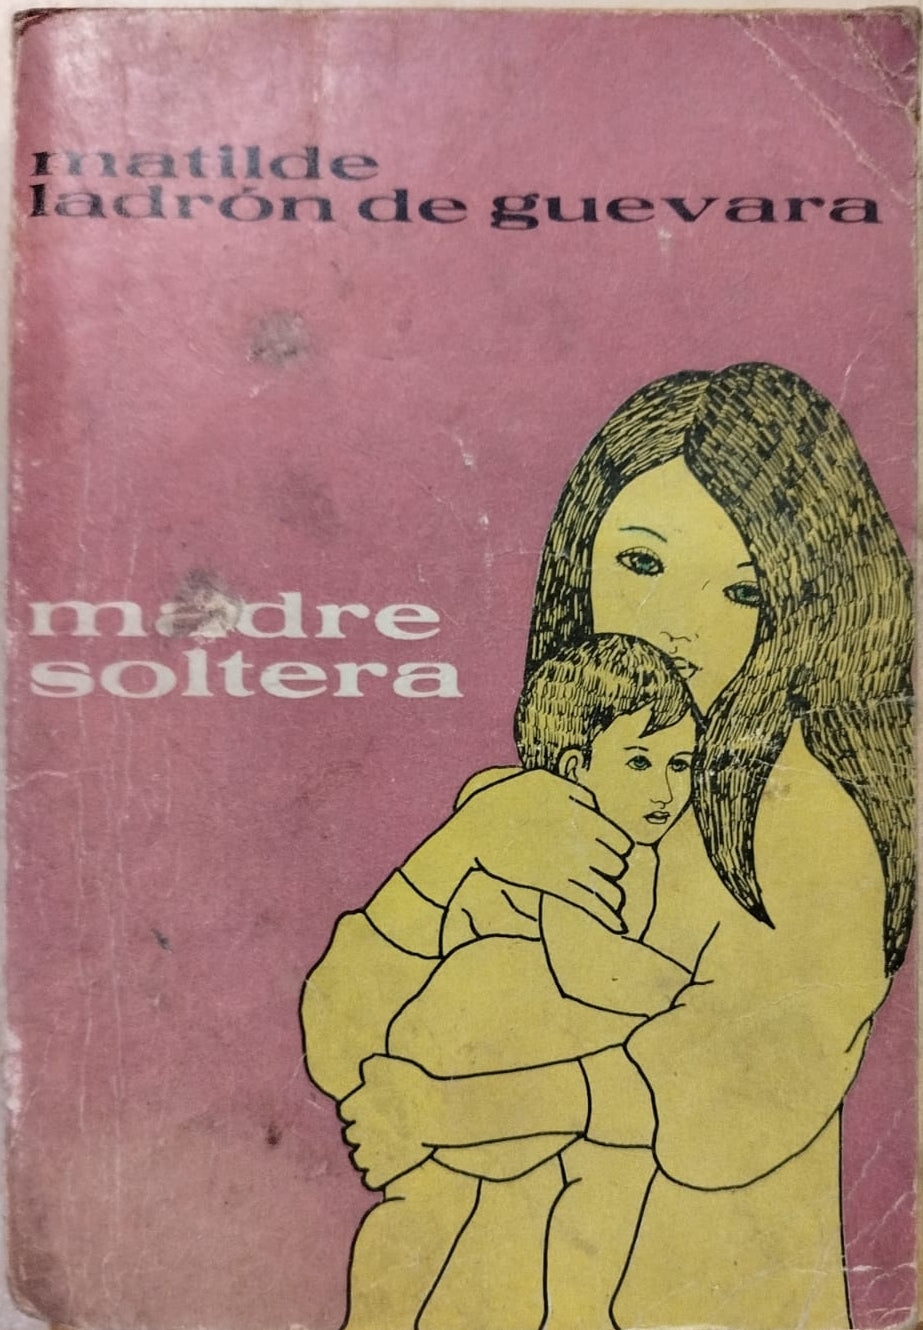 matilde
ladrón de guevara
madre
soltera